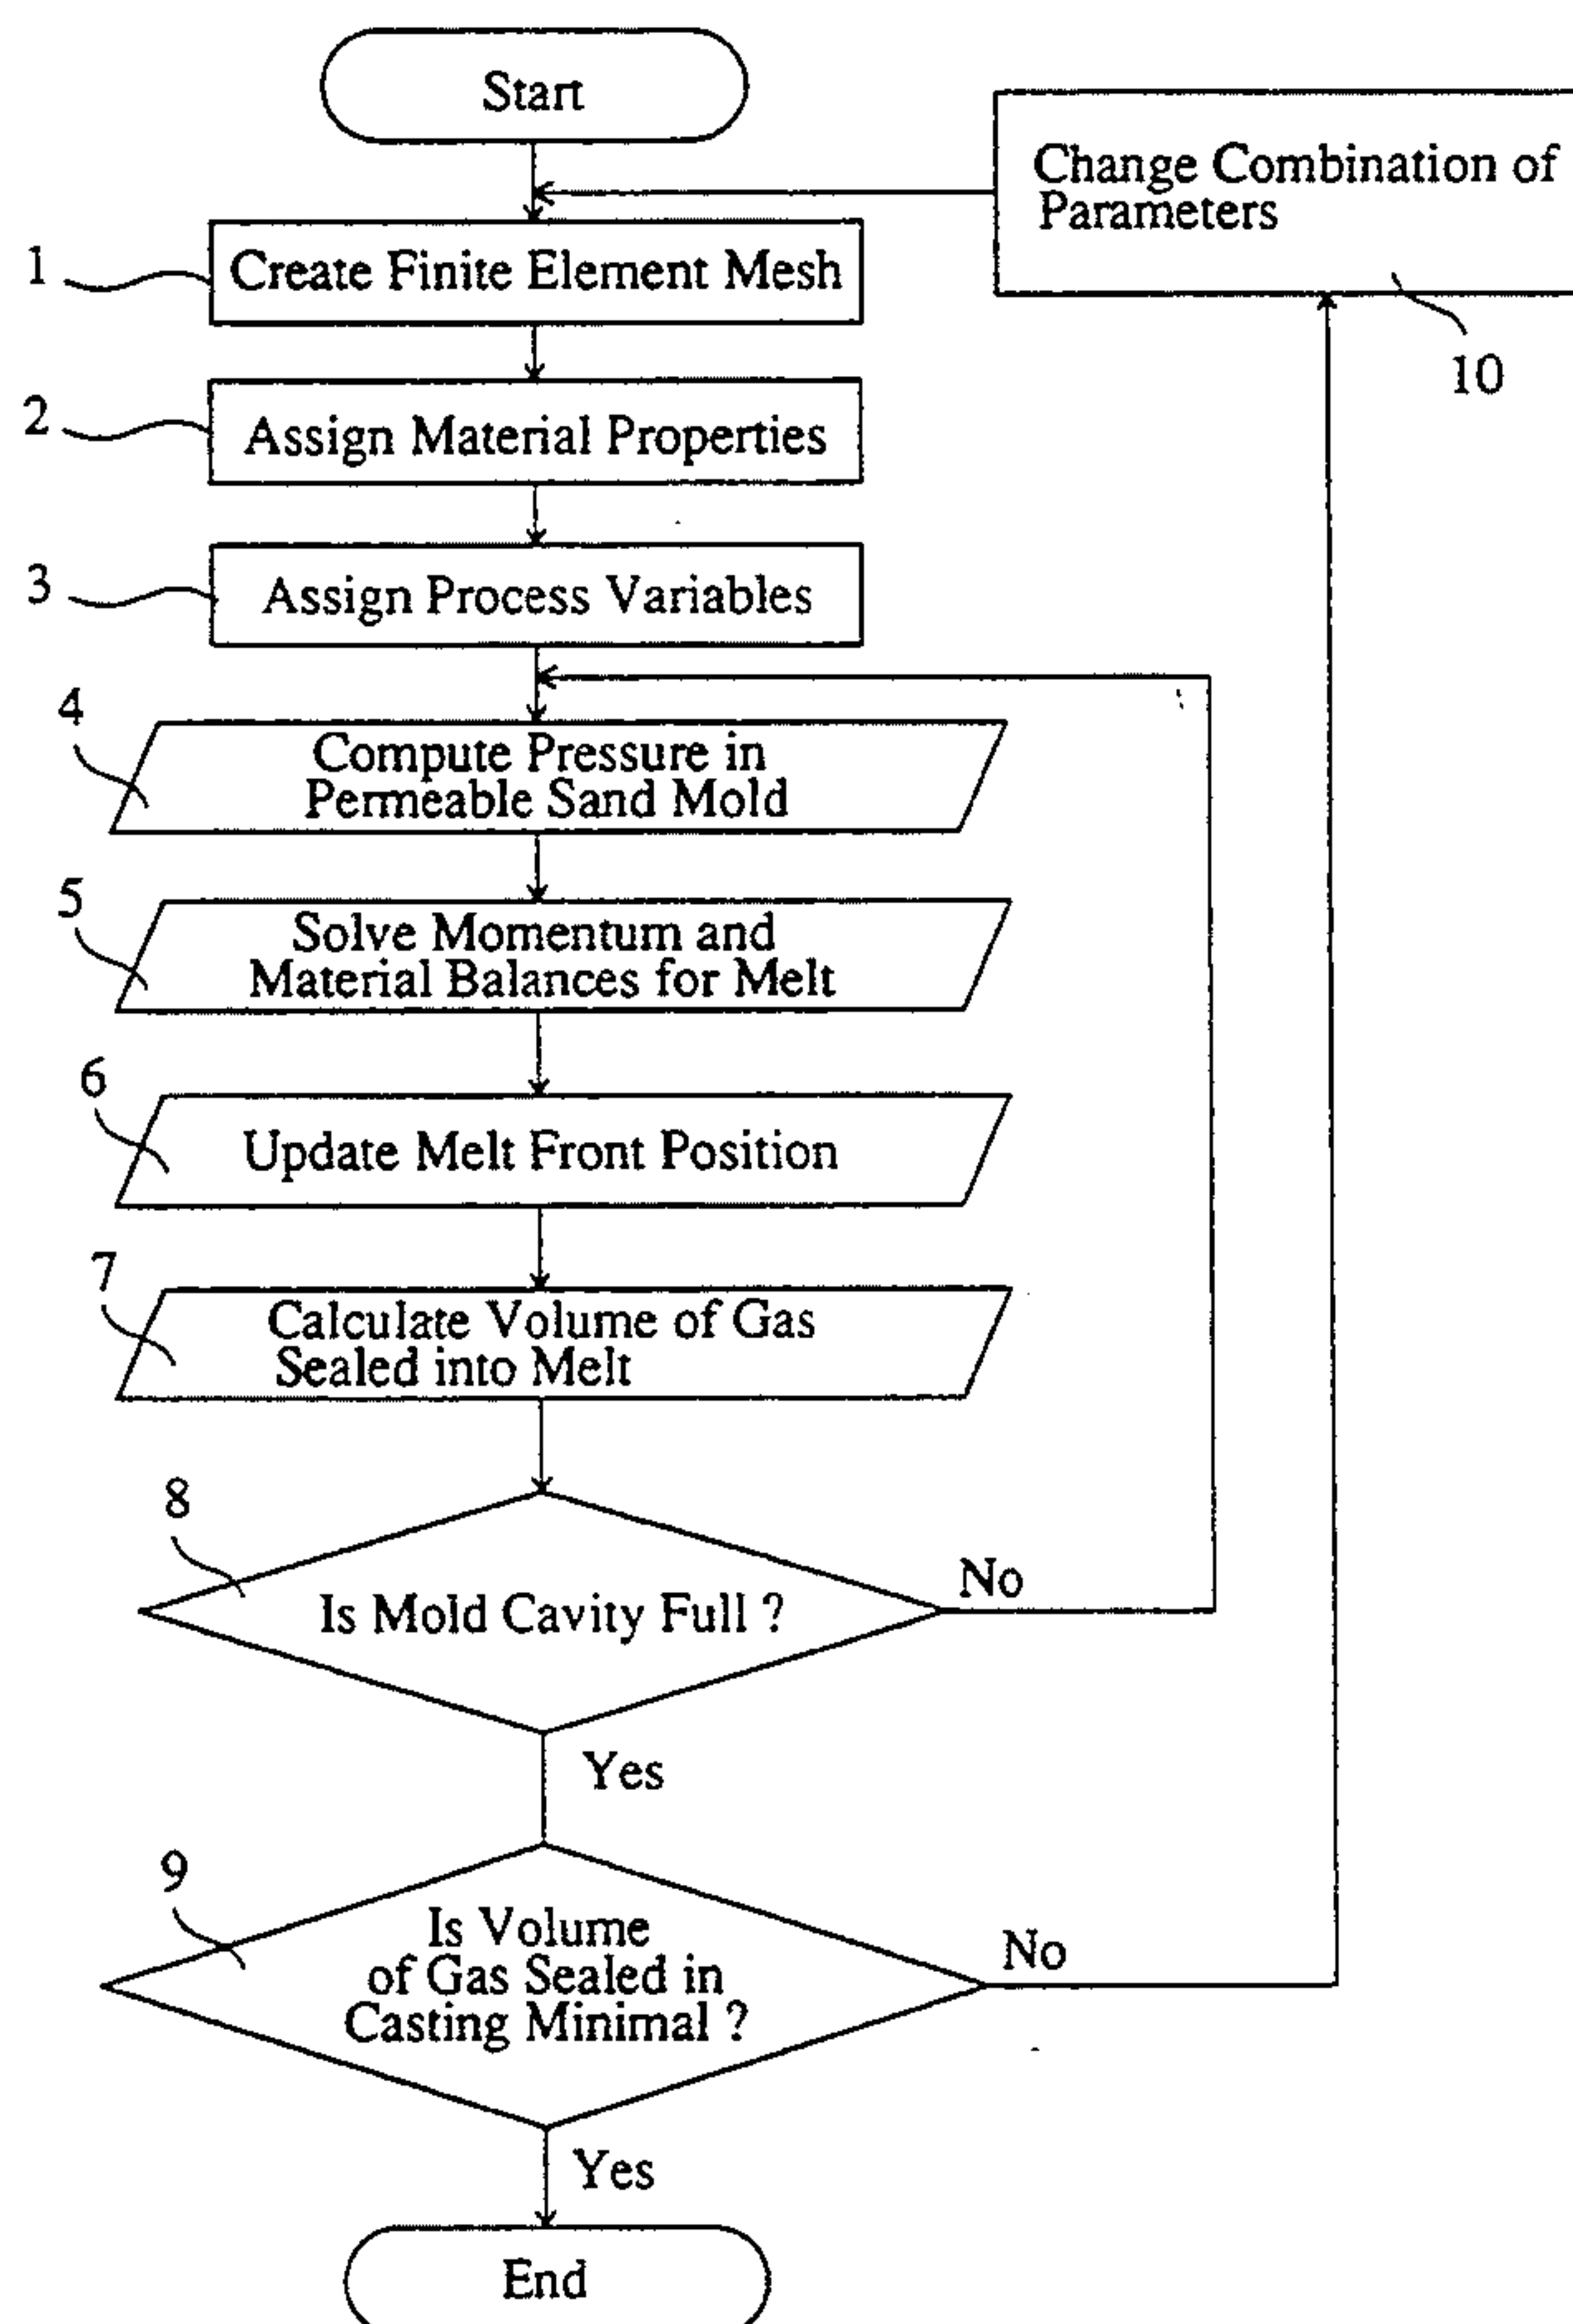 Start
Change Combination of
Parameters
10
1
Create Finite Element Mesh
2
Assign Material Properties
3
Assign Process Variables
4
Compute Pressure in
Permeable Sand Mold
5
Solve Momentum and
Material Balances for Melt
6
Update Melt Front Position
7
Calculate Volume of Gas
Sealed into Melt
8
Is Mold Cavity Full ?
No
Yes
9
Is Volume
of Gas Sealed in
Casting Minimal ?
No
Yes
End